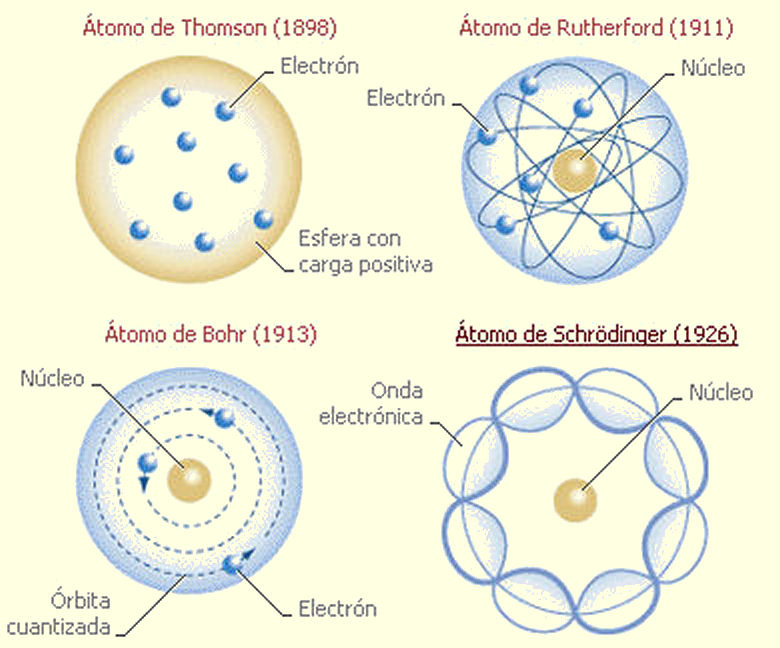 Átomo de Thomson (1898)
Electrón
Esfera con
carga positiva
Átomo de Rutherford (1911)
Núcleo
Electrón
Átomo de Bohr (1913)
Núcleo
Órbita
cuantizada
Electrón
Átomo de Schrödinger (1926)
Onda
electrónica
Núcleo